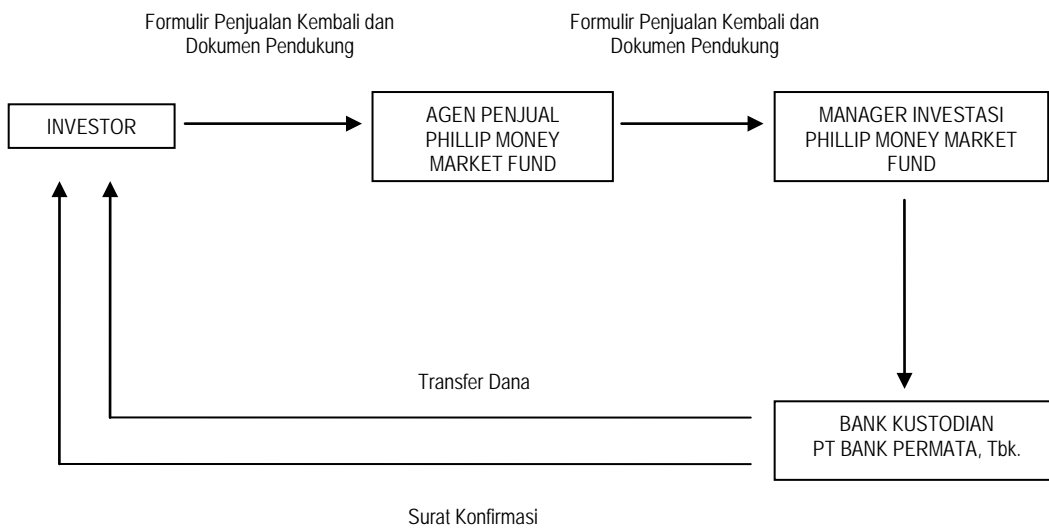 Formulir Penjualan Kembali dan
Dokumen Pendukung
Formulir Penjualan Kembali dan
Dokumen Pendukung
INVESTOR
AGEN PENJUAL
PHILLIP MONEY
MARKET FUND
MANAGER INVESTASI
PHILLIP MONEY MARKET
FUND
Transfer Dana
BANK KUSTODIAN
PT BANK PERMATA, Tbk.
Surat Konfirmasi